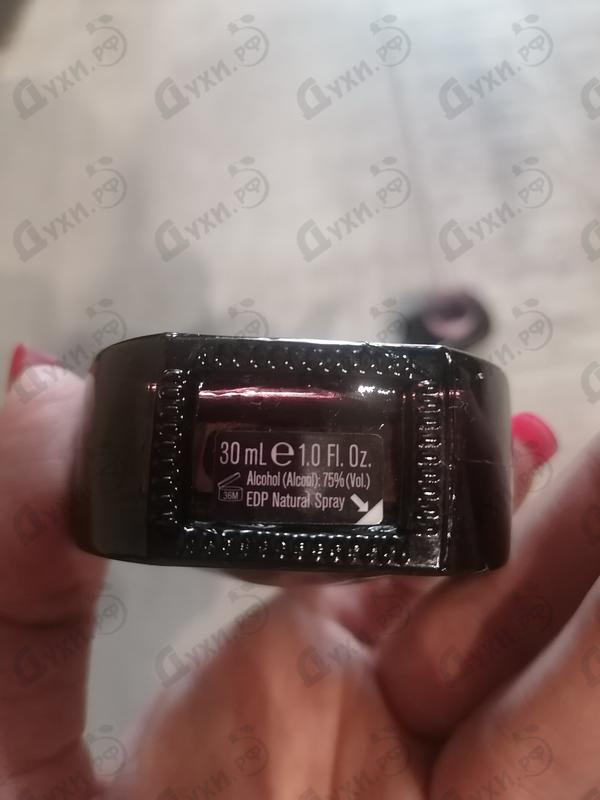 30 mL e 1.0 Fl. Oz.
Alcohol (Alcool): 75% (Vol.)
36M
EDP Natural Spray
Духи.рф